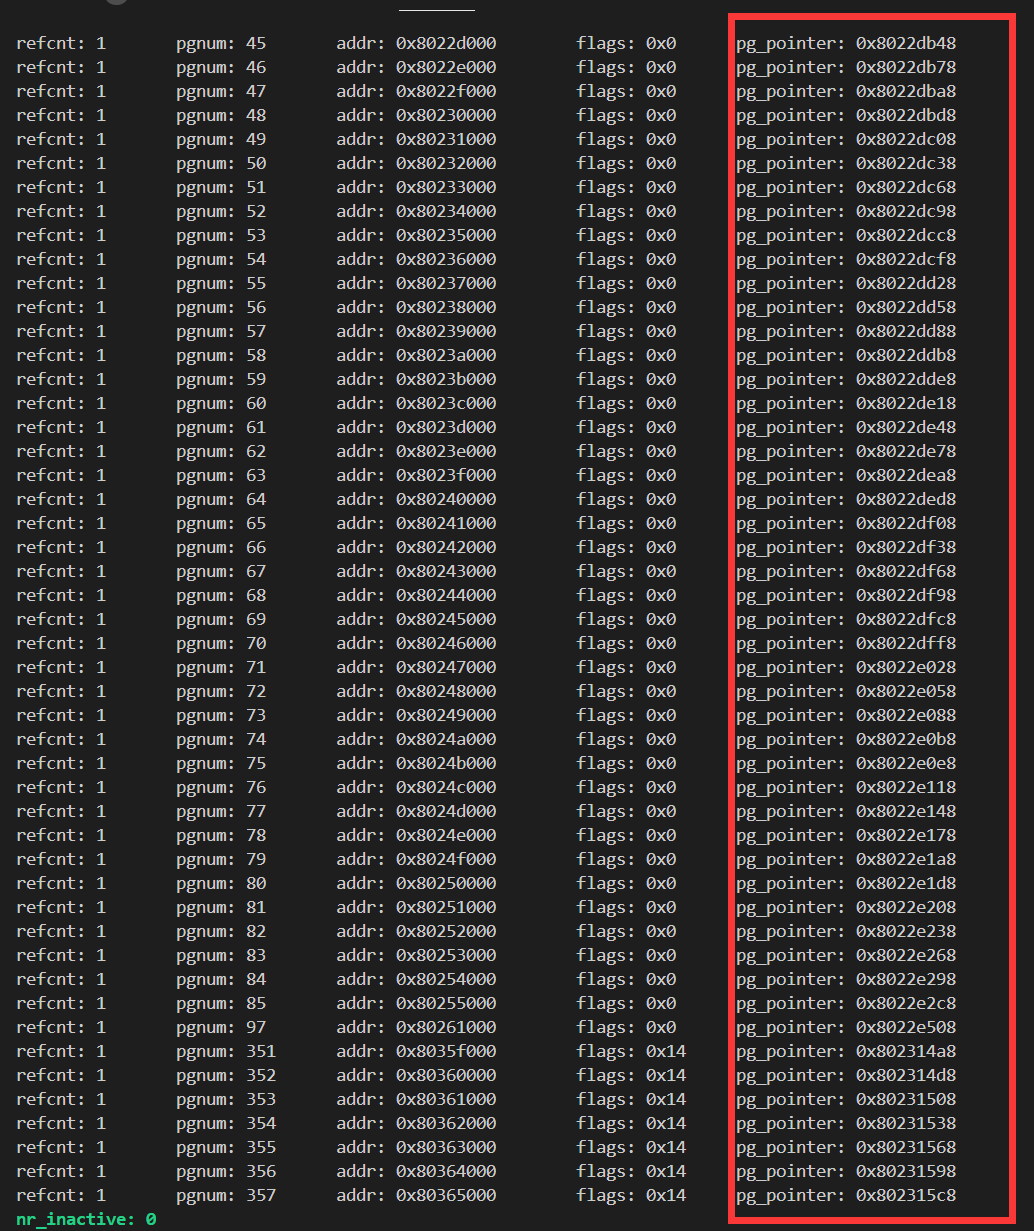 refcnt: 1 pgnum: 45 addr: 0x8022d000 flags: 0x0 pg_pointer: 0x8022db48
refcnt: 1 pgnum: 46 addr: 0x8022e000 flags: 0x0 pg_pointer: 0x8022db78
refcnt: 1 pgnum: 47 addr: 0x8022f000 flags: 0x0 pg_pointer: 0x8022dba8
refcnt: 1 pgnum: 48 addr: 0x80230000 flags: 0x0 pg_pointer: 0x8022dbd8
refcnt: 1 pgnum: 49 addr: 0x80231000 flags: 0x0 pg_pointer: 0x8022dc08
refcnt: 1 pgnum: 50 addr: 0x80232000 flags: 0x0 pg_pointer: 0x8022dc38
refcnt: 1 pgnum: 51 addr: 0x80233000 flags: 0x0 pg_pointer: 0x8022dc68
refcnt: 1 pgnum: 52 addr: 0x80234000 flags: 0x0 pg_pointer: 0x8022dc98
refcnt: 1 pgnum: 53 addr: 0x80235000 flags: 0x0 pg_pointer: 0x8022dcc8
refcnt: 1 pgnum: 54 addr: 0x80236000 flags: 0x0 pg_pointer: 0x8022dcf8
refcnt: 1 pgnum: 55 addr: 0x80237000 flags: 0x0 pg_pointer: 0x8022dd28
refcnt: 1 pgnum: 56 addr: 0x80238000 flags: 0x0 pg_pointer: 0x8022dd58
refcnt: 1 pgnum: 57 addr: 0x80239000 flags: 0x0 pg_pointer: 0x8022dd88
refcnt: 1 pgnum: 58 addr: 0x8023a000 flags: 0x0 pg_pointer: 0x8022ddb8
refcnt: 1 pgnum: 59 addr: 0x8023b000 flags: 0x0 pg_pointer: 0x8022dde8
refcnt: 1 pgnum: 60 addr: 0x8023c000 flags: 0x0 pg_pointer: 0x8022de18
refcnt: 1 pgnum: 61 addr: 0x8023d000 flags: 0x0 pg_pointer: 0x8022de48
refcnt: 1 pgnum: 62 addr: 0x8023e000 flags: 0x0 pg_pointer: 0x8022de78
refcnt: 1 pgnum: 63 addr: 0x8023f000 flags: 0x0 pg_pointer: 0x8022dea8
refcnt: 1 pgnum: 64 addr: 0x80240000 flags: 0x0 pg_pointer: 0x8022ded8
refcnt: 1 pgnum: 65 addr: 0x80241000 flags: 0x0 pg_pointer: 0x8022df08
refcnt: 1 pgnum: 66 addr: 0x80242000 flags: 0x0 pg_pointer: 0x8022df38
refcnt: 1 pgnum: 67 addr: 0x80243000 flags: 0x0 pg_pointer: 0x8022df68
refcnt: 1 pgnum: 68 addr: 0x80244000 flags: 0x0 pg_pointer: 0x8022df98
refcnt: 1 pgnum: 69 addr: 0x80245000 flags: 0x0 pg_pointer: 0x8022dfc8
refcnt: 1 pgnum: 70 addr: 0x80246000 flags: 0x0 pg_pointer: 0x8022dff8
refcnt: 1 pgnum: 71 addr: 0x80247000 flags: 0x0 pg_pointer: 0x8022e028
refcnt: 1 pgnum: 72 addr: 0x80248000 flags: 0x0 pg_pointer: 0x8022e058
refcnt: 1 pgnum: 73 addr: 0x80249000 flags: 0x0 pg_pointer: 0x8022e088
refcnt: 1 pgnum: 74 addr: 0x8024a000 flags: 0x0 pg_pointer: 0x8022e0b8
refcnt: 1 pgnum: 75 addr: 0x8024b000 flags: 0x0 pg_pointer: 0x8022e0e8
refcnt: 1 pgnum: 76 addr: 0x8024c000 flags: 0x0 pg_pointer: 0x8022e118
refcnt: 1 pgnum: 77 addr: 0x8024d000 flags: 0x0 pg_pointer: 0x8022e148
refcnt: 1 pgnum: 78 addr: 0x8024e000 flags: 0x0 pg_pointer: 0x8022e178
refcnt: 1 pgnum: 79 addr: 0x8024f000 flags: 0x0 pg_pointer: 0x8022e1a8
refcnt: 1 pgnum: 80 addr: 0x80250000 flags: 0x0 pg_pointer: 0x8022e1d8
refcnt: 1 pgnum: 81 addr: 0x80251000 flags: 0x0 pg_pointer: 0x8022e208
refcnt: 1 pgnum: 82 addr: 0x80252000 flags: 0x0 pg_pointer: 0x8022e238
refcnt: 1 pgnum: 83 addr: 0x80253000 flags: 0x0 pg_pointer: 0x8022e268
refcnt: 1 pgnum: 84 addr: 0x80254000 flags: 0x0 pg_pointer: 0x8022e298
refcnt: 1 pgnum: 85 addr: 0x80255000 flags: 0x0 pg_pointer: 0x8022e2c8
refcnt: 1 pgnum: 97 addr: 0x80261000 flags: 0x0 pg_pointer: 0x8022e508
refcnt: 1 pgnum: 351 addr: 0x8035f000 flags: 0x14 pg_pointer: 0x802314a8
refcnt: 1 pgnum: 352 addr: 0x80360000 flags: 0x14 pg_pointer: 0x802314d8
refcnt: 1 pgnum: 353 addr: 0x80361000 flags: 0x14 pg_pointer: 0x80231508
refcnt: 1 pgnum: 354 addr: 0x80362000 flags: 0x14 pg_pointer: 0x80231538
refcnt: 1 pgnum: 355 addr: 0x80363000 flags: 0x14 pg_pointer: 0x80231568
refcnt: 1 pgnum: 356 addr: 0x80364000 flags: 0x14 pg_pointer: 0x80231598
refcnt: 1 pgnum: 357 addr: 0x80365000 flags: 0x14 pg_pointer: 0x802315c8
nr_inactive: 0